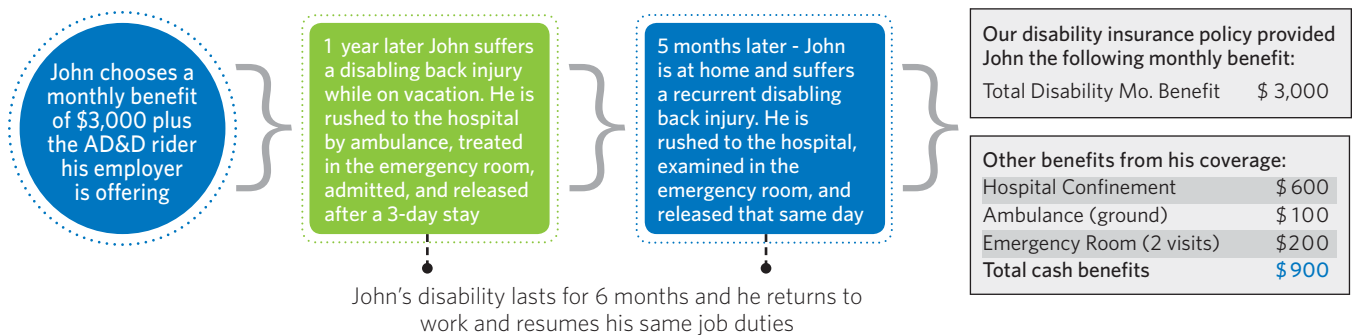 John chooses a
monthly benefit
of $3,000 plus
the AD&D rider
his employer
is offering
1 year later John suffers
a disabling back injury
while on vacation. He is
rushed to the hospital
by ambulance, treated
in the emergency room,
admitted, and released
after a 3-day stay
5 months later - John
is at home and suffers
a recurrent disabling
back injury. He is
rushed to the hospital,
examined in the
emergency room, and
released that same day
John's disability lasts for 6 months and he returns to
work and resumes his same job duties
Our disability insurance policy provided
John the following monthly benefit:
Total Disability Mo. Benefit $ 3,000
Other benefits from his coverage:
Hospital Confinement $ 600
Ambulance (ground) $ 100
Emergency Room (2 visits) $200
Total cash benefits $ 900